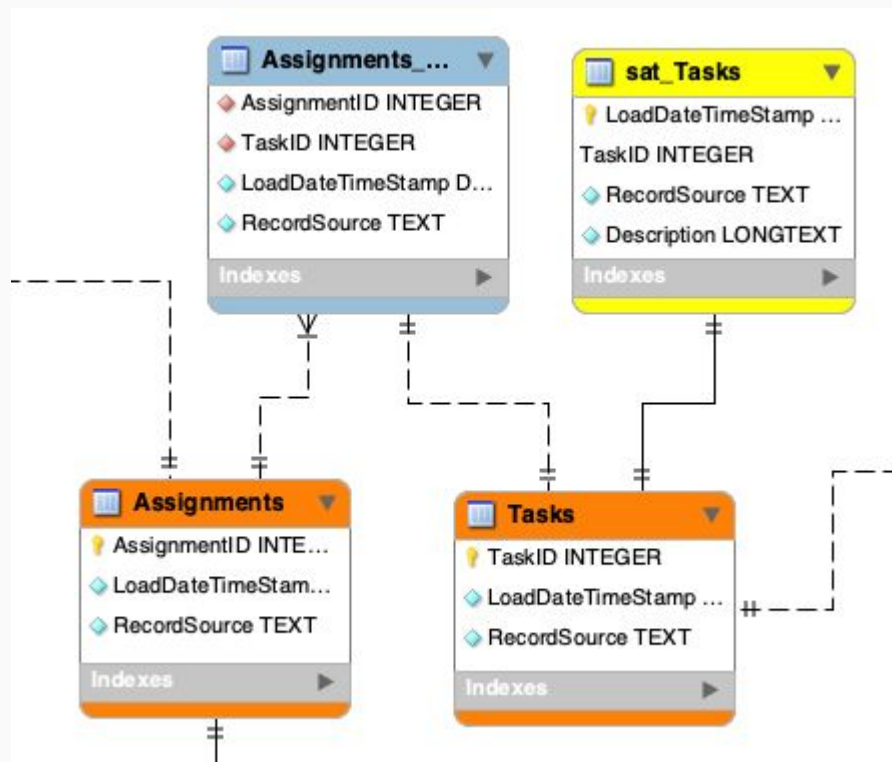 Assignments_...
AssignmentID INTEGER
TaskID INTEGER
LoadDateTimeStamp D...
RecordSource TEXT
Indexes
sat_Tasks
LoadDateTimeStamp ...
TaskID INTEGER
RecordSource TEXT
Description LONGTEXT
Indexes
Assignments
AssignmentID INTE...
LoadDateTimeStam...
RecordSource TEXT
Indexes
Tasks
TaskID INTEGER
LoadDateTimeStamp ...
RecordSource TEXT
Indexes